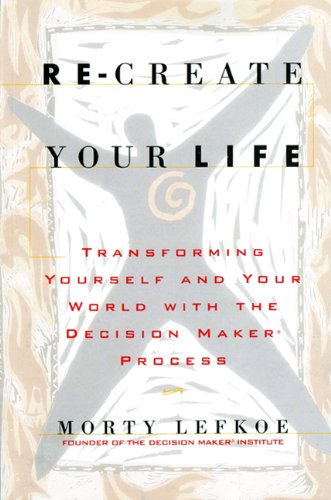 RE-CREATE
YOUR LIFE
TRANSFORMING
YOURSELF AND YOUR
WORLD WITH THE
DECISION MAKER®
PROCESS
MORTY LEFKOE
FOUNDER OF THE DECISION MAKER® INSTITUTE